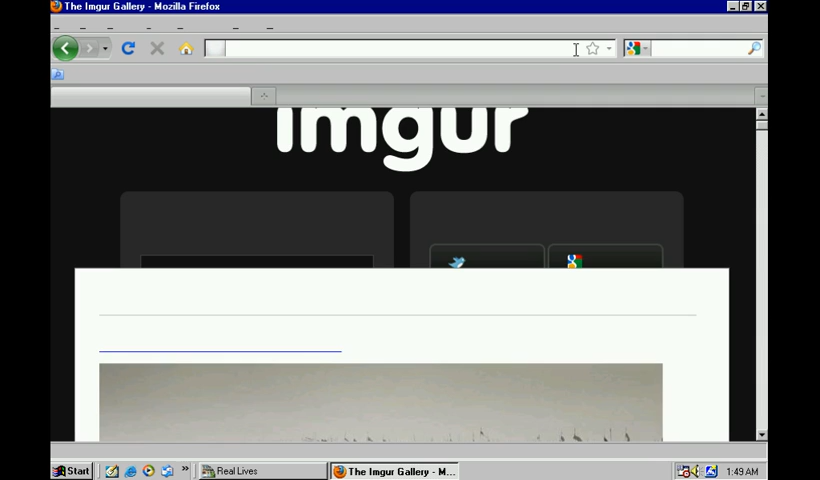 The Imgur Gallery - Mozilla Firefox
imgur
Start
Real Lives
The Imgur Gallery - M...
1:49 AM